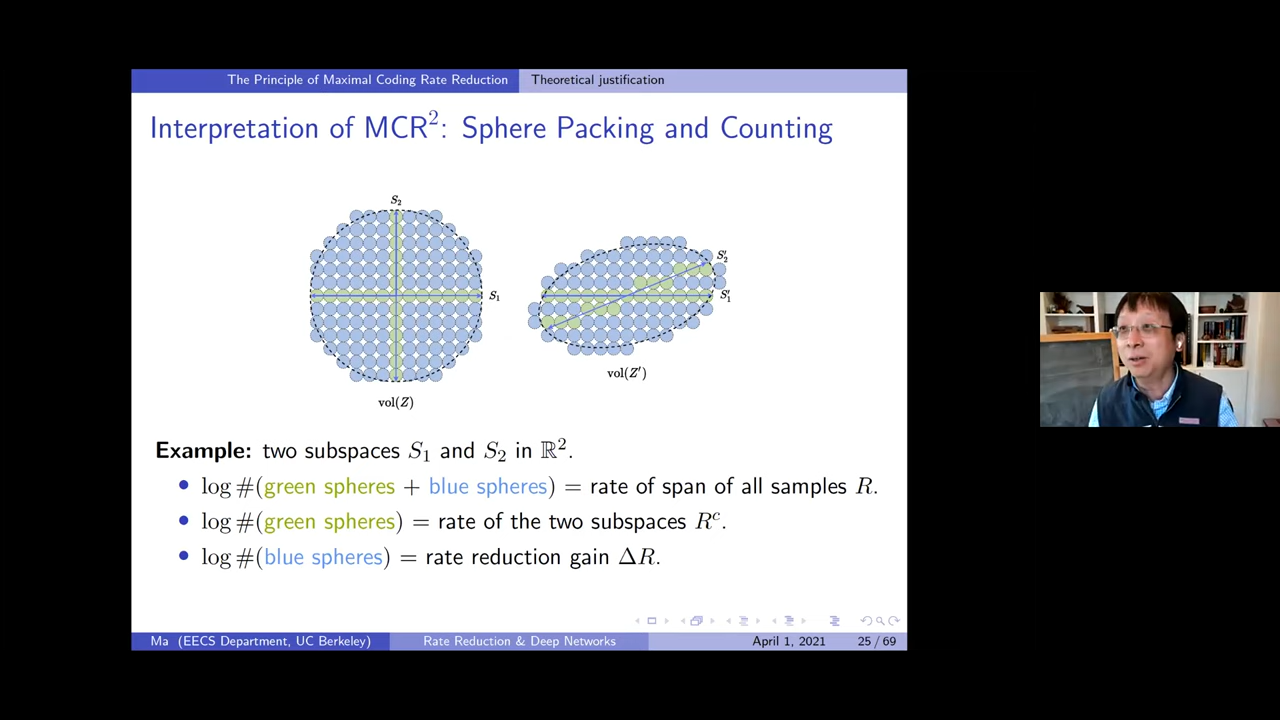 The Principle of Maximal Coding Rate Reduction Theoretical justification
Interpretation of MCR²: Sphere Packing and Counting
S₂
S₁
vol(Z)
S′₂
S′₁
vol(Z′)
Example: two subspaces S₁ and S₂ in ℝ².
• log #(green spheres + blue spheres) = rate of span of all samples R.
• log #(green spheres) = rate of the two subspaces Rᶜ.
• log #(blue spheres) = rate reduction gain ΔR.
Ma (EECS Department, UC Berkeley) Rate Reduction & Deep Networks April 1, 2021 25 / 69